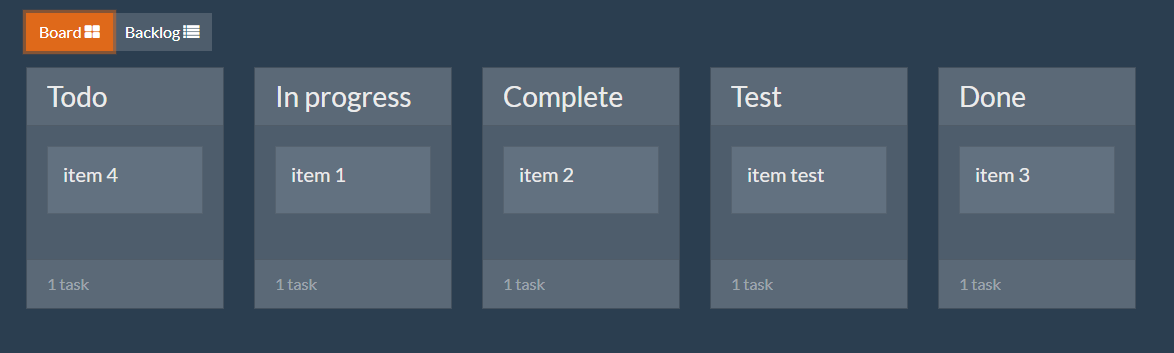 Board Backlog
Todo In progress Complete Test Done
item 4 item 1 item 2 item test item 3
1 task 1 task 1 task 1 task 1 task